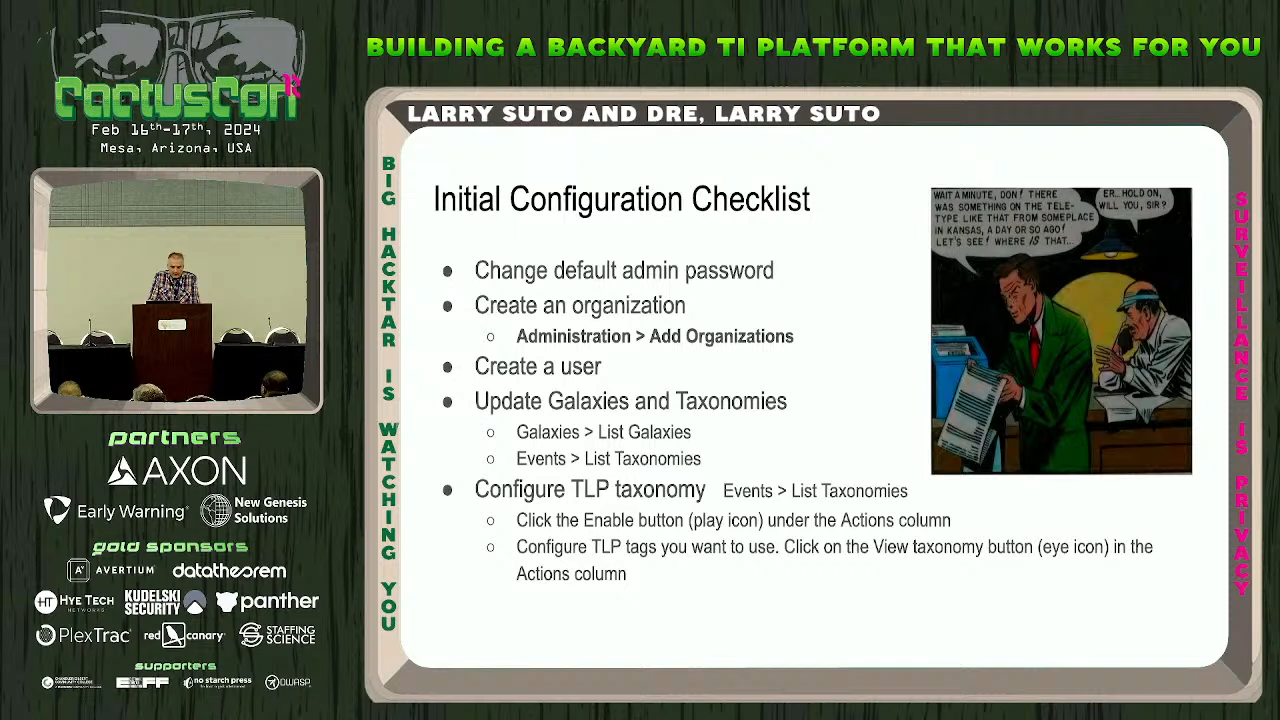 CactusCon
Feb 16th-17th, 2024
Mesa, Arizona, USA
BUILDING A BACKYARD TI PLATFORM THAT WORKS FOR YOU
LARRY SUTO AND DRE, LARRY SUTO
BIG HACKTAR IS WATCHING YOU
Initial Configuration Checklist
● Change default admin password
● Create an organization
○ Administration > Add Organizations
● Create a user
● Update Galaxies and Taxonomies
○ Galaxies > List Galaxies
○ Events > List Taxonomies
● Configure TLP taxonomy Events > List Taxonomies
○ Click the Enable button (play icon) under the Actions column
○ Configure TLP tags you want to use. Click on the View taxonomy button (eye icon) in the
Actions column
WAIT A MINUTE, DON! THERE
WAS SOMETHING ON THE TELE-
TYPE LIKE THAT FROM SOMEPLACE
IN KANSAS, A DAY OR SO AGO!
LET'S SEE! WHERE IS THAT...
ER...HOLD ON,
WILL YOU, SIR?
SURVEILLANCE IS PRIVACY
partners
AXON
Early Warning
New Genesis
Solutions
gold sponsors
AVERTIUM
datatheorem
HT HYE TECH
NETWORKS
KUDELSKI
SECURITY
panther
PlexTrac
red canary
STAFFING
SCIENCE
supporters
EFF
no starch press
OWASP